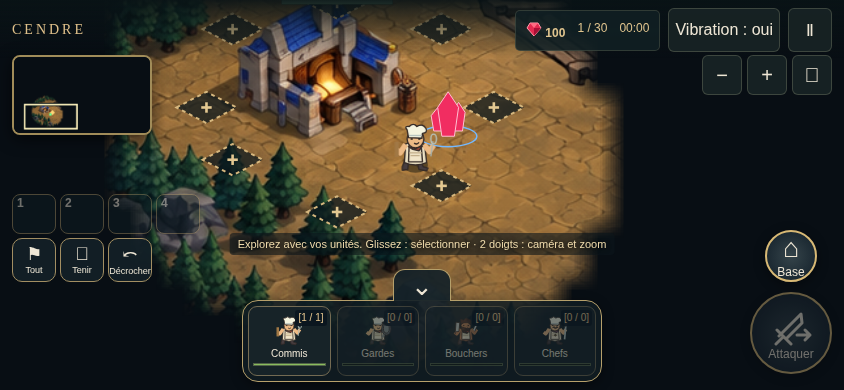 CENDRE
100 1 / 30 00:00
Vibration : oui
1 2 3 4
Tout Tenir Décrocher
Explorez avec vos unités. Glissez : sélectionner · 2 doigts : caméra et zoom
Base
Attaquer
[1 / 1] [0 / 0] [0 / 0] [0 / 0]
Commis Gardes Bouchers Chefs